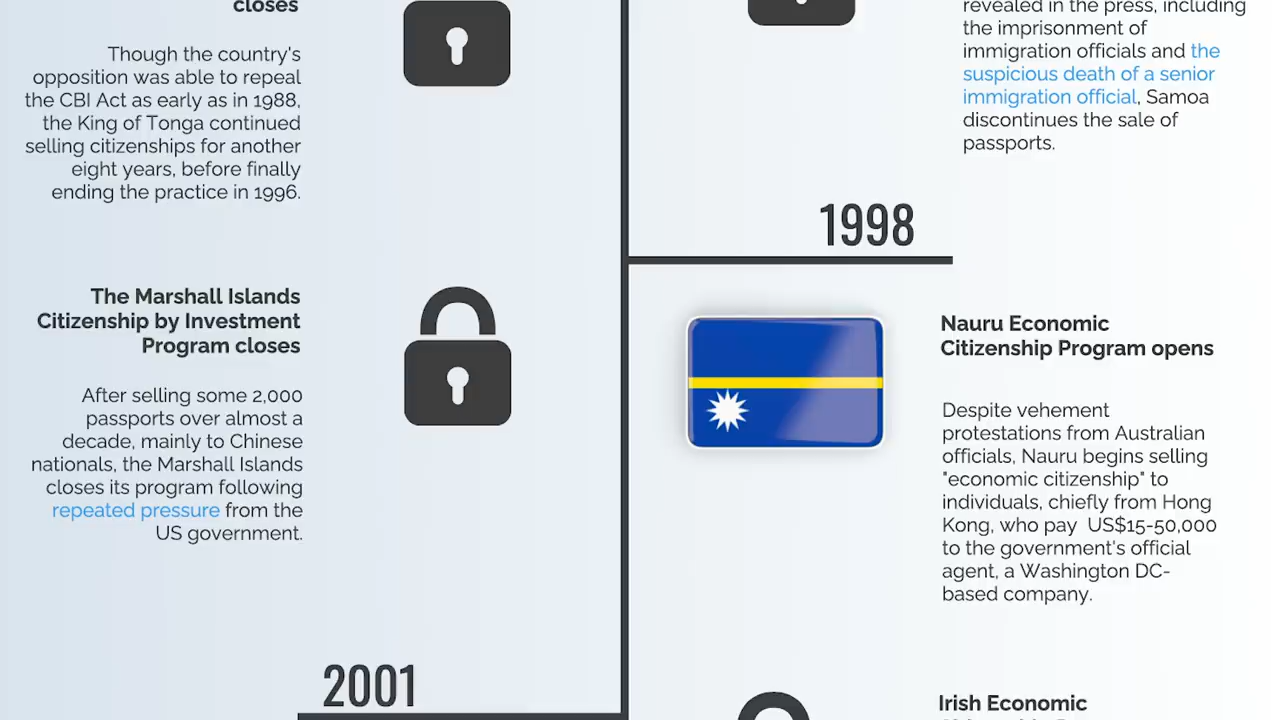 closes
Though the country's
opposition was able to repeal
the CBI Act as early as in 1988,
the King of Tonga continued
selling citizenships for another
eight years, before finally
ending the practice in 1996.
The Marshall Islands
Citizenship by Investment
Program closes
After selling some 2,000
passports over almost a
decade, mainly to Chinese
nationals, the Marshall Islands
closes its program following
repeated pressure from the
US government.
2001
revealed in the press, including
the imprisonment of
immigration officials and the
suspicious death of a senior
immigration official, Samoa
discontinues the sale of
passports.
1998
Nauru Economic
Citizenship Program opens
Despite vehement
protestations from Australian
officials, Nauru begins selling
"economic citizenship" to
individuals, chiefly from Hong
Kong, who pay  US$15-50,000
to the government's official
agent, a Washington DC-
based company.
Irish Economic